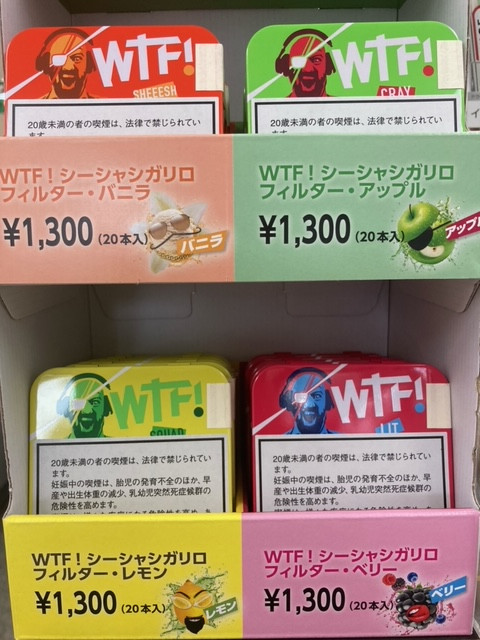 WTF!
SHEEESH
20歳未満の者の喫煙は、法律で禁じられてい
ます。
WTF!
CRAY
20歳未満の者の喫煙は、法律で禁じられてい
ます。
WTF!シーシャシガリロ
フィルター・バニラ
¥1,300(20本入)
バニラ
WTF!シーシャシガリロ
フィルター・アップル
¥1,300(20本入)
アップル
WTF!
SQUAD
20歳未満の者の喫煙は、法律で禁じられています。
妊娠中の喫煙は、胎児の発育不全のほか、早
産や出生体重の減少、乳幼児突然死症候群の
危険性を高めます。
WTF!
LIT
20歳未満の者の喫煙は、法律で禁じられています。
妊娠中の喫煙は、胎児の発育不全のほか、早
産や出生体重の減少、乳幼児突然死症候群の
危険性を高めます。
WTF!シーシャシガリロ
フィルター・レモン
¥1,300(20本入)
レモン
WTF!シーシャシガリロ
フィルター・ベリー
¥1,300(20本入)
ベリー